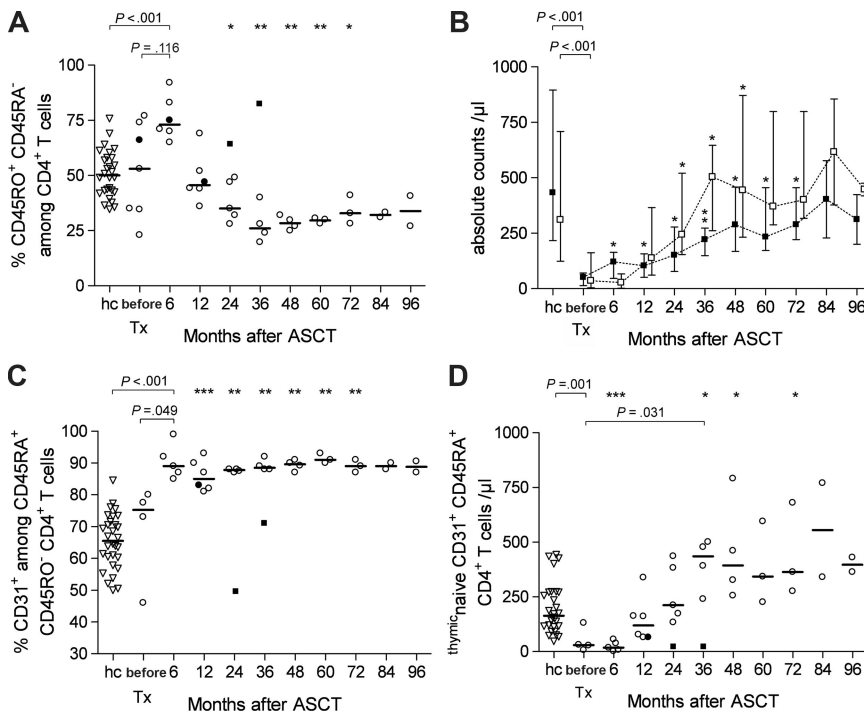 A
P < .001
P = .116
* ** ** ** *
100
75
50
25
0
% CD45RO+ CD45RA-
among CD4+ T cells
hc before 6 12 24 36 48 60 72 84 96
Tx
Months after ASCT
B
P < .001
P < .001
1000
750
500
250
0
absolute counts /µl
* * * * * ** * * * * *
hc before 6 12 24 36 48 60 72 84 96
Tx
Months after ASCT
C
P < .001
P = .049
*** ** ** ** ** **
100
90
80
70
60
50
40
30
% CD31+ among CD45RA+
CD45RO- CD4+ T cells
hc before 6 12 24 36 48 60 72 84 96
Tx
Months after ASCT
D
P = .001
P = .031
*** * * *
1000
750
500
250
0
thymic naive CD31+ CD45RA+
CD4+ T cells /µl
hc before 6 12 24 36 48 60 72 84 96
Tx
Months after ASCT